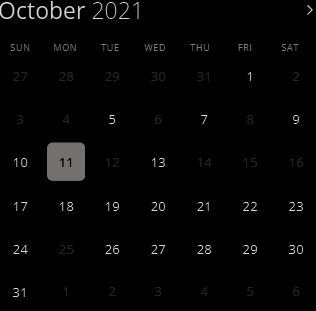 October 2021 >
SUN MON TUE WED THU FRI SAT
27 28 29 30 31 1 2
3 4 5 6 7 8 9
10 11 12 13 14 15 16
17 18 19 20 21 22 23
24 25 26 27 28 29 30
31 1 2 3 4 5 6